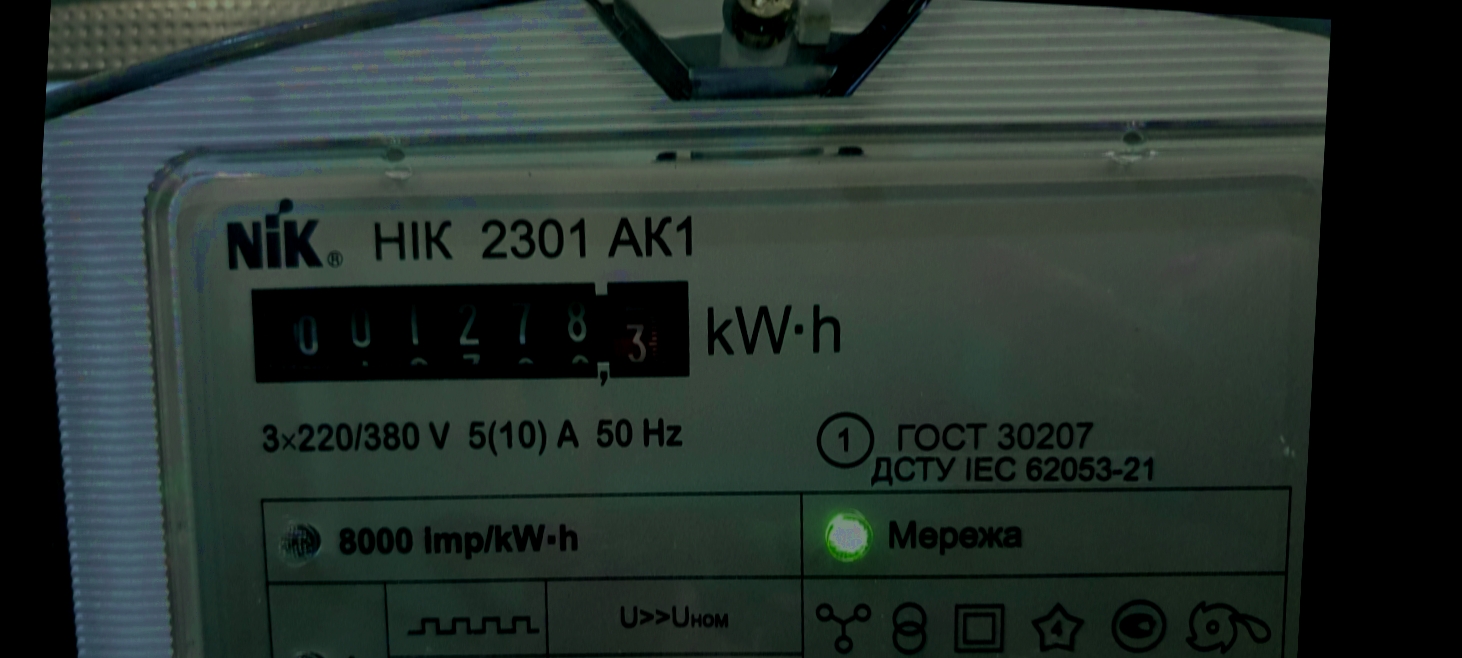 NiK® НІК 2301 АК1
001278,3 kW·h
3×220/380 V 5(10) A 50 Hz
1 ГОСТ 30207
ДСТУ IEC 62053-21
8000 imp/kW·h
Мережа
U>>Uном
4